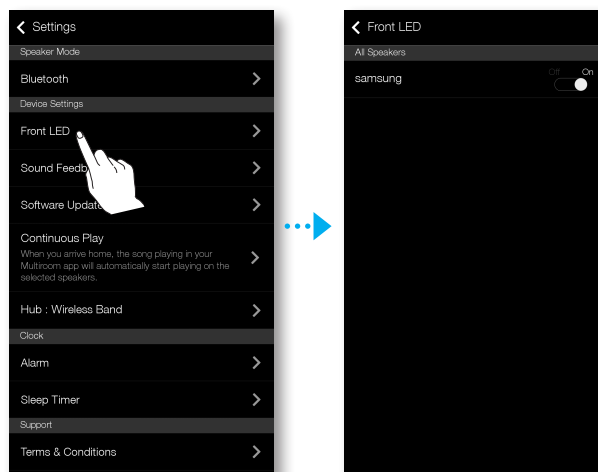 Settings
Speaker Mode
Bluetooth
Device Settings
Front LED
Sound Feedb
Software Update
Continuous Play
When you arrive home, the song playing in your
Multiroom app will automatically start playing on the
selected speakers.
Hub : Wireless Band
Clock
Alarm
Sleep Timer
Support
Terms & Conditions
Front LED
All Speakers
Off On
samsung